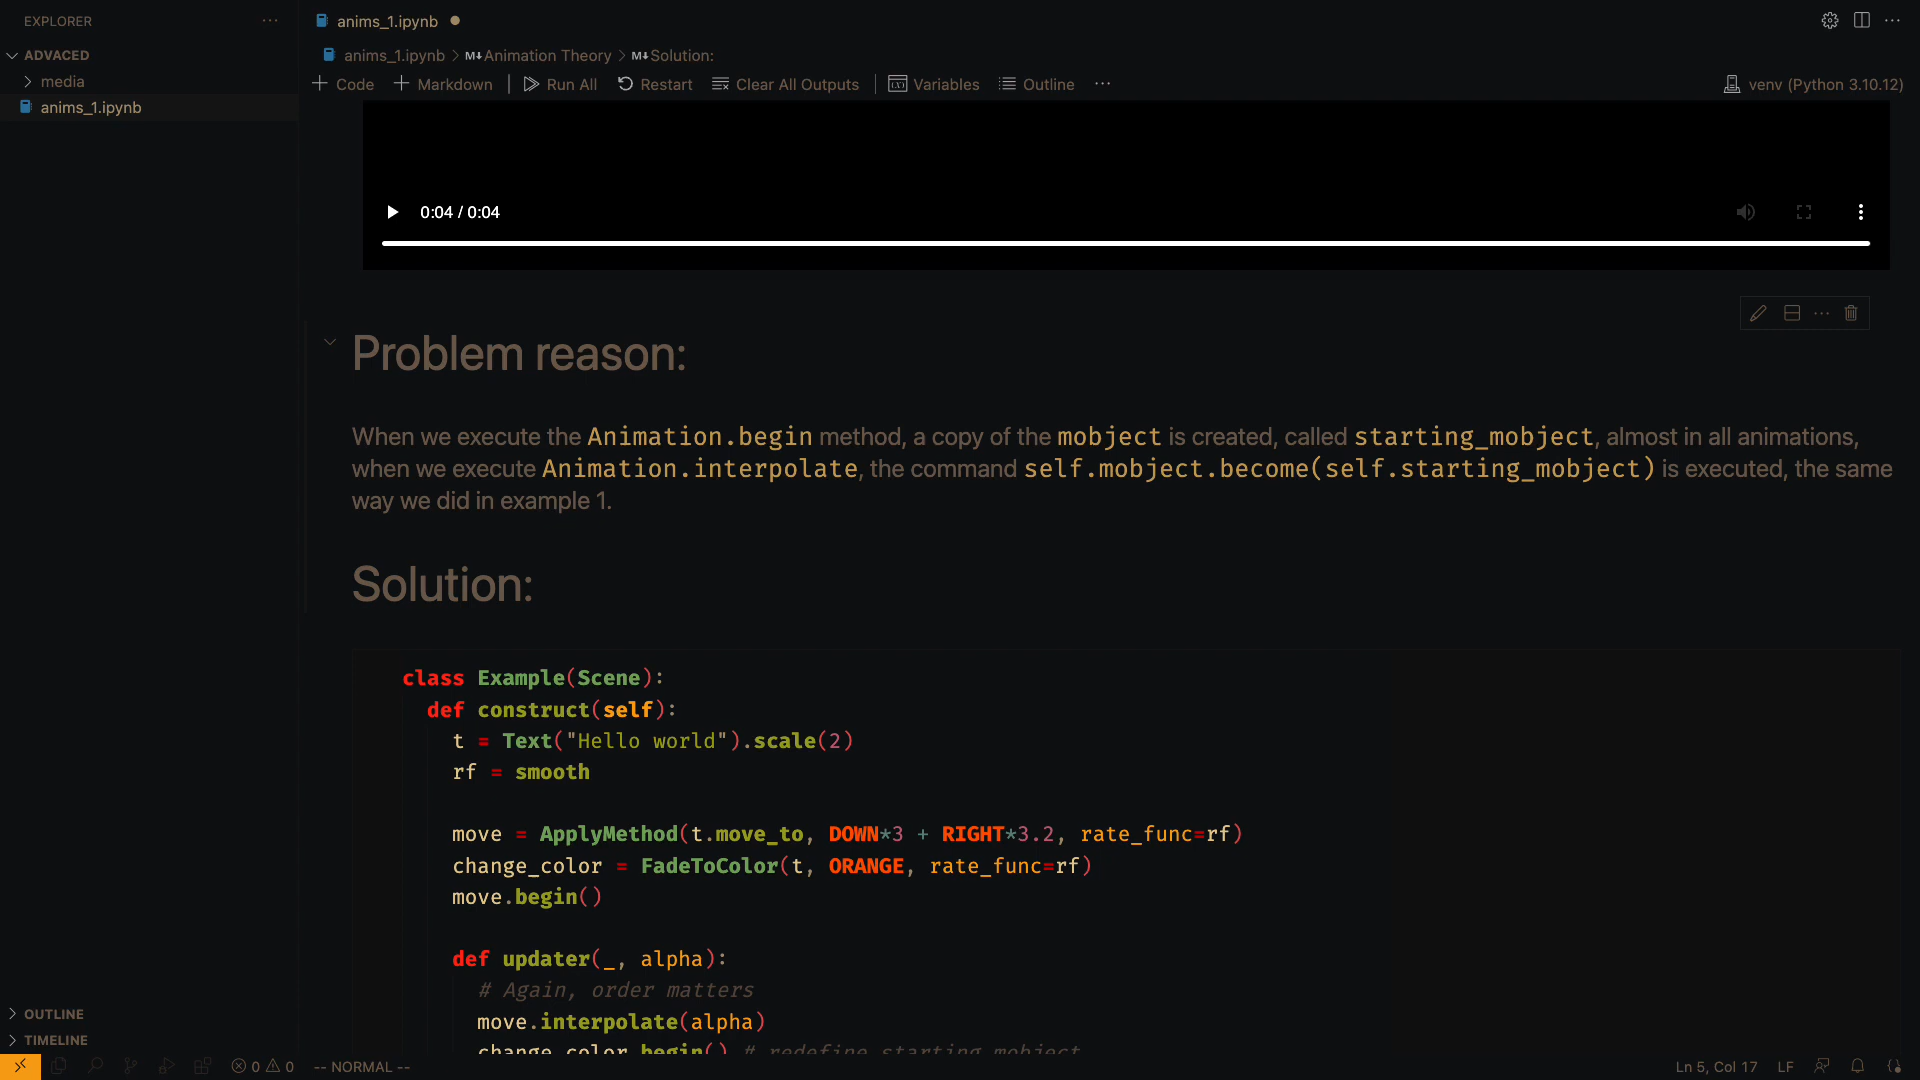 EXPLORER
ADVACED
media
anims_1.ipynb
OUTLINE
TIMELINE
anims_1.ipynb
anims_1.ipynb > M↓Animation Theory > M↓Solution:
+ Code + Markdown | Run All Restart Clear All Outputs | Variables Outline ...
venv (Python 3.10.12)
0:04 / 0:04
Problem reason:
When we execute the Animation.begin method, a copy of the mobject is created, called starting_mobject, almost in all animations,
when we execute Animation.interpolate, the command self.mobject.become(self.starting_mobject) is executed, the same
way we did in example 1.
Solution:
class Example(Scene):
def construct(self):
t = Text("Hello world").scale(2)
rf = smooth
move = ApplyMethod(t.move_to, DOWN*3 + RIGHT*3.2, rate_func=rf)
change_color = FadeToColor(t, ORANGE, rate_func=rf)
move.begin()
def updater(_, alpha):
# Again, order matters
move.interpolate(alpha)
change_color.begin() # redefine starting_mobject
0 0 -- NORMAL --
Ln 5, Col 17 LF